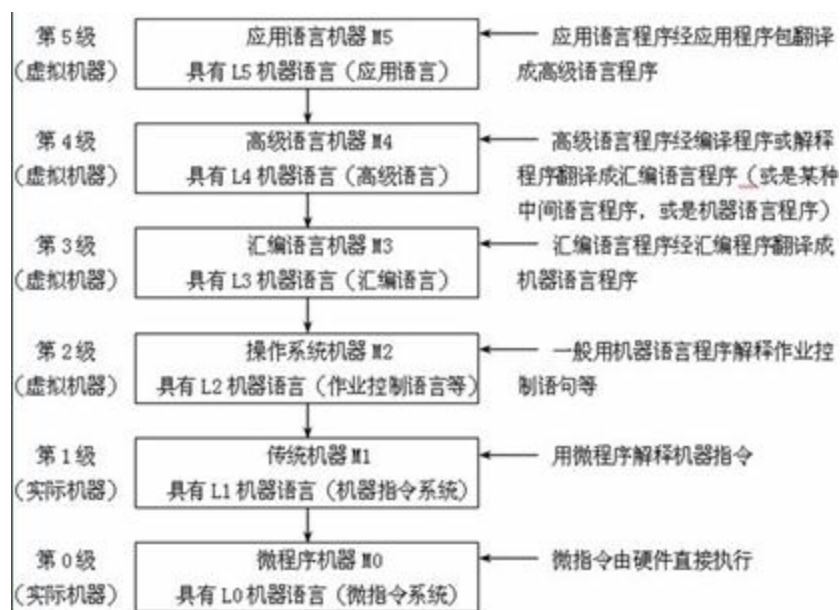 第5级
(虚拟机器)
应用语言机器 M5
具有 L5 机器语言 (应用语言)
应用语言程序经应用程序包翻译
成高级语言程序
第4级
(虚拟机器)
高级语言机器 M4
具有 L4 机器语言 (高级语言)
高级语言程序经编译程序或解释
程序翻译成汇编语言程序 (或是某种
中间语言程序，或是机器语言程序)
第3级
(虚拟机器)
汇编语言机器 M3
具有 L3 机器语言 (汇编语言)
汇编语言程序经汇编程序翻译成
机器语言程序
第2级
(虚拟机器)
操作系统机器 M2
具有 L2 机器语言 (作业控制语言等)
一般用机器语言程序解释作业控
制语句等
第1级
(实际机器)
传统机器 M1
具有 L1 机器语言 (机器指令系统)
用微程序解释机器指令
第0级
(实际机器)
微程序机器 M0
具有 L0 机器语言 (微指令系统)
微指令由硬件直接执行